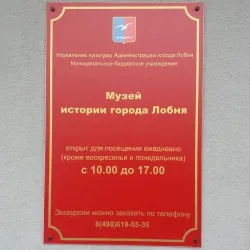 Управление культуры Администрации города Лобня
Муниципальное бюджетное учреждение
Музей
истории города Лобня
открыт для посещения ежедневно
(кроме воскресенья и понедельника)
с 10.00 до 17.00
Экскурсии можно заказать по телефону
8(498)619-55-35